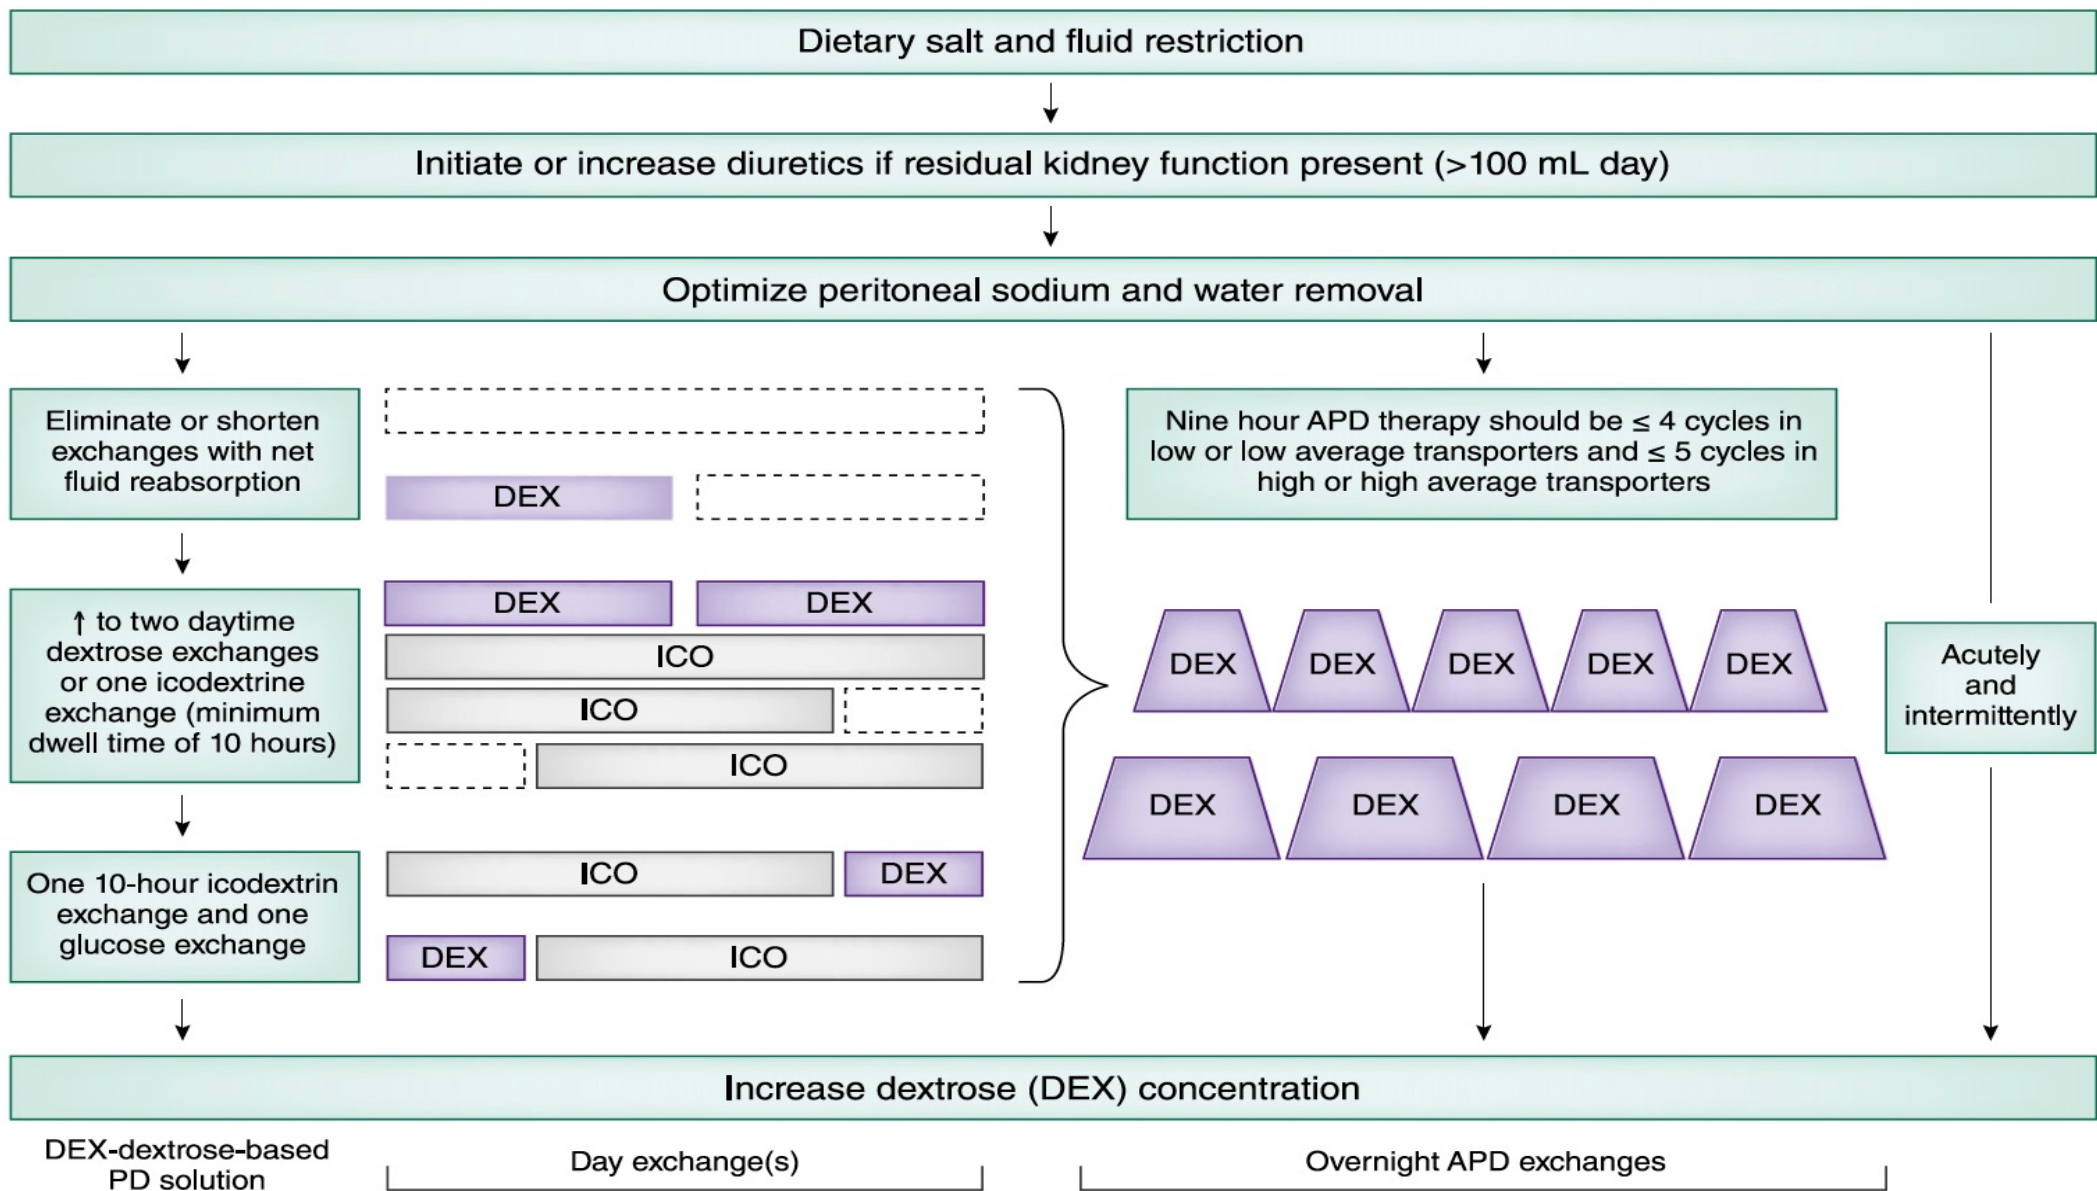 Dietary salt and fluid restriction
Initiate or increase diuretics if residual kidney function present (>100 mL day)
Optimize peritoneal sodium and water removal
Eliminate or shorten
exchanges with net
fluid reabsorption
DEX
Nine hour APD therapy should be ≤ 4 cycles in
low or low average transporters and ≤ 5 cycles in
high or high average transporters
↑ to two daytime
dextrose exchanges
or one icodextrine
exchange (minimum
dwell time of 10 hours)
DEX DEX
ICO
ICO
ICO
DEX DEX DEX DEX DEX
DEX DEX DEX DEX
Acutely
and
intermittently
One 10-hour icodextrin
exchange and one
glucose exchange
ICO DEX
DEX ICO
Increase dextrose (DEX) concentration
DEX-dextrose-based
PD solution
Day exchange(s)
Overnight APD exchanges